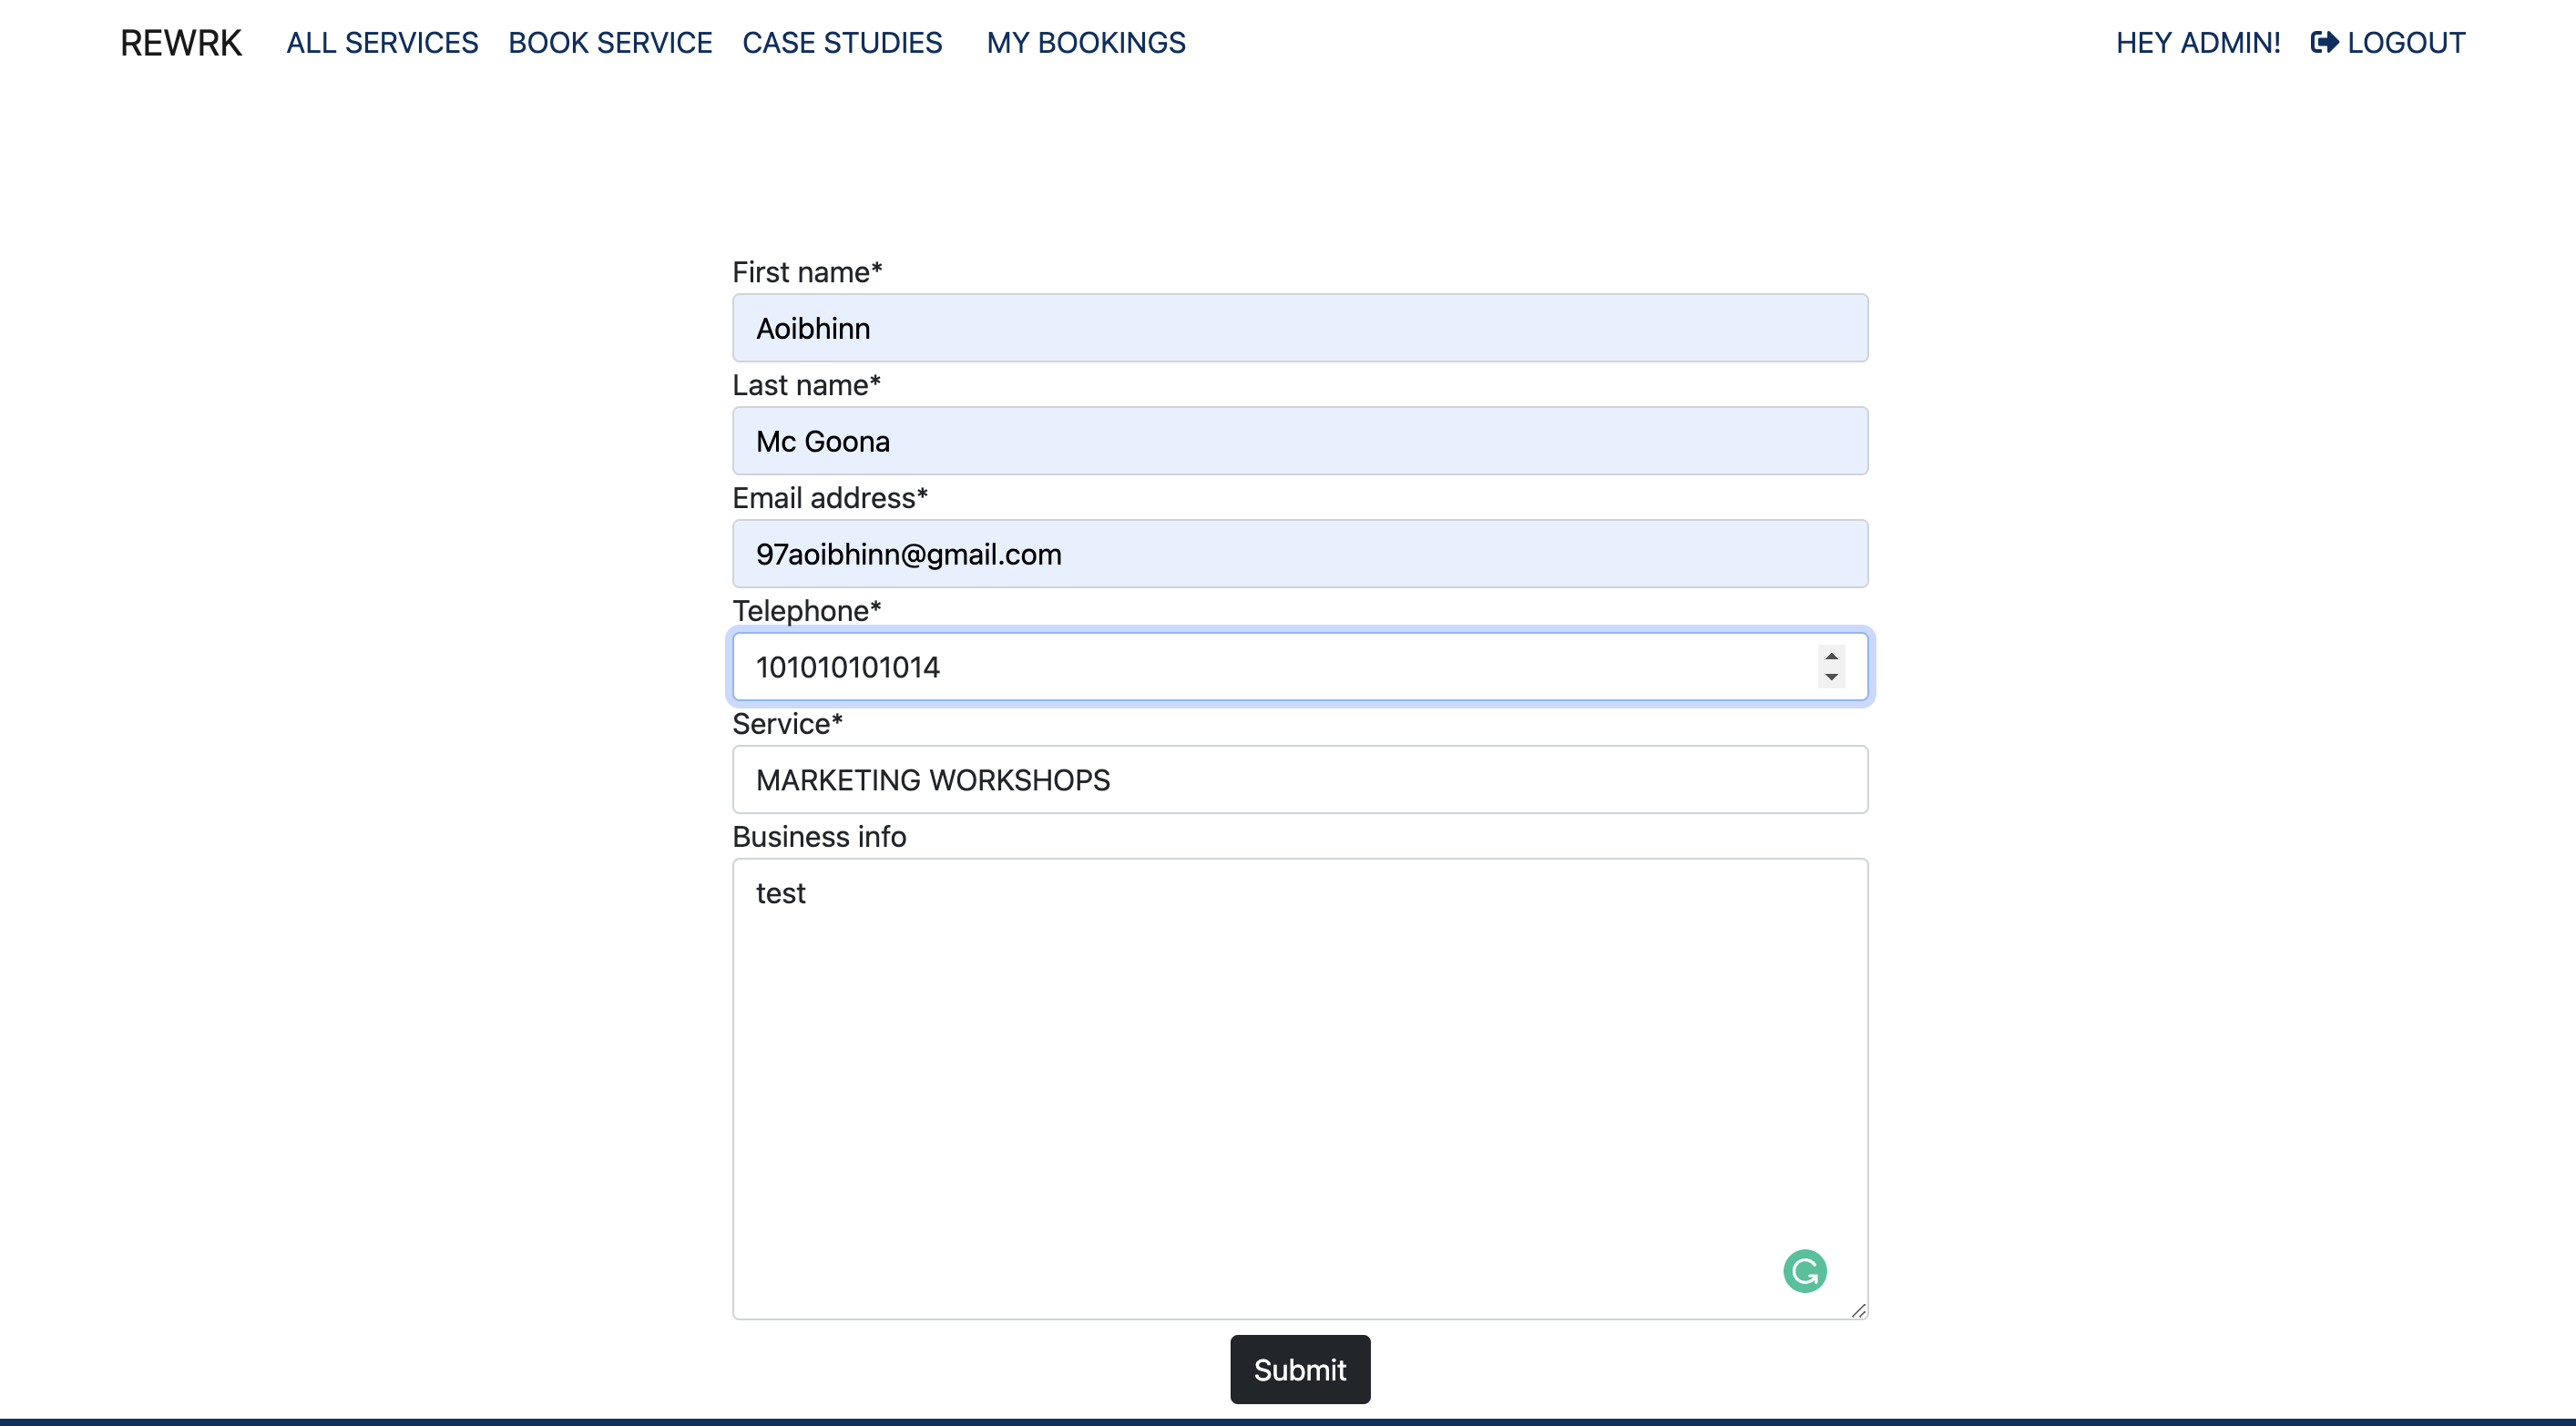 REWRK ALL SERVICES BOOK SERVICE CASE STUDIES MY BOOKINGS HEY ADMIN! LOGOUT
First name*
Aoibhinn
Last name*
Mc Goona
Email address*
97aoibhinn@gmail.com
Telephone*
101010101014
Service*
MARKETING WORKSHOPS
Business info
test
Submit